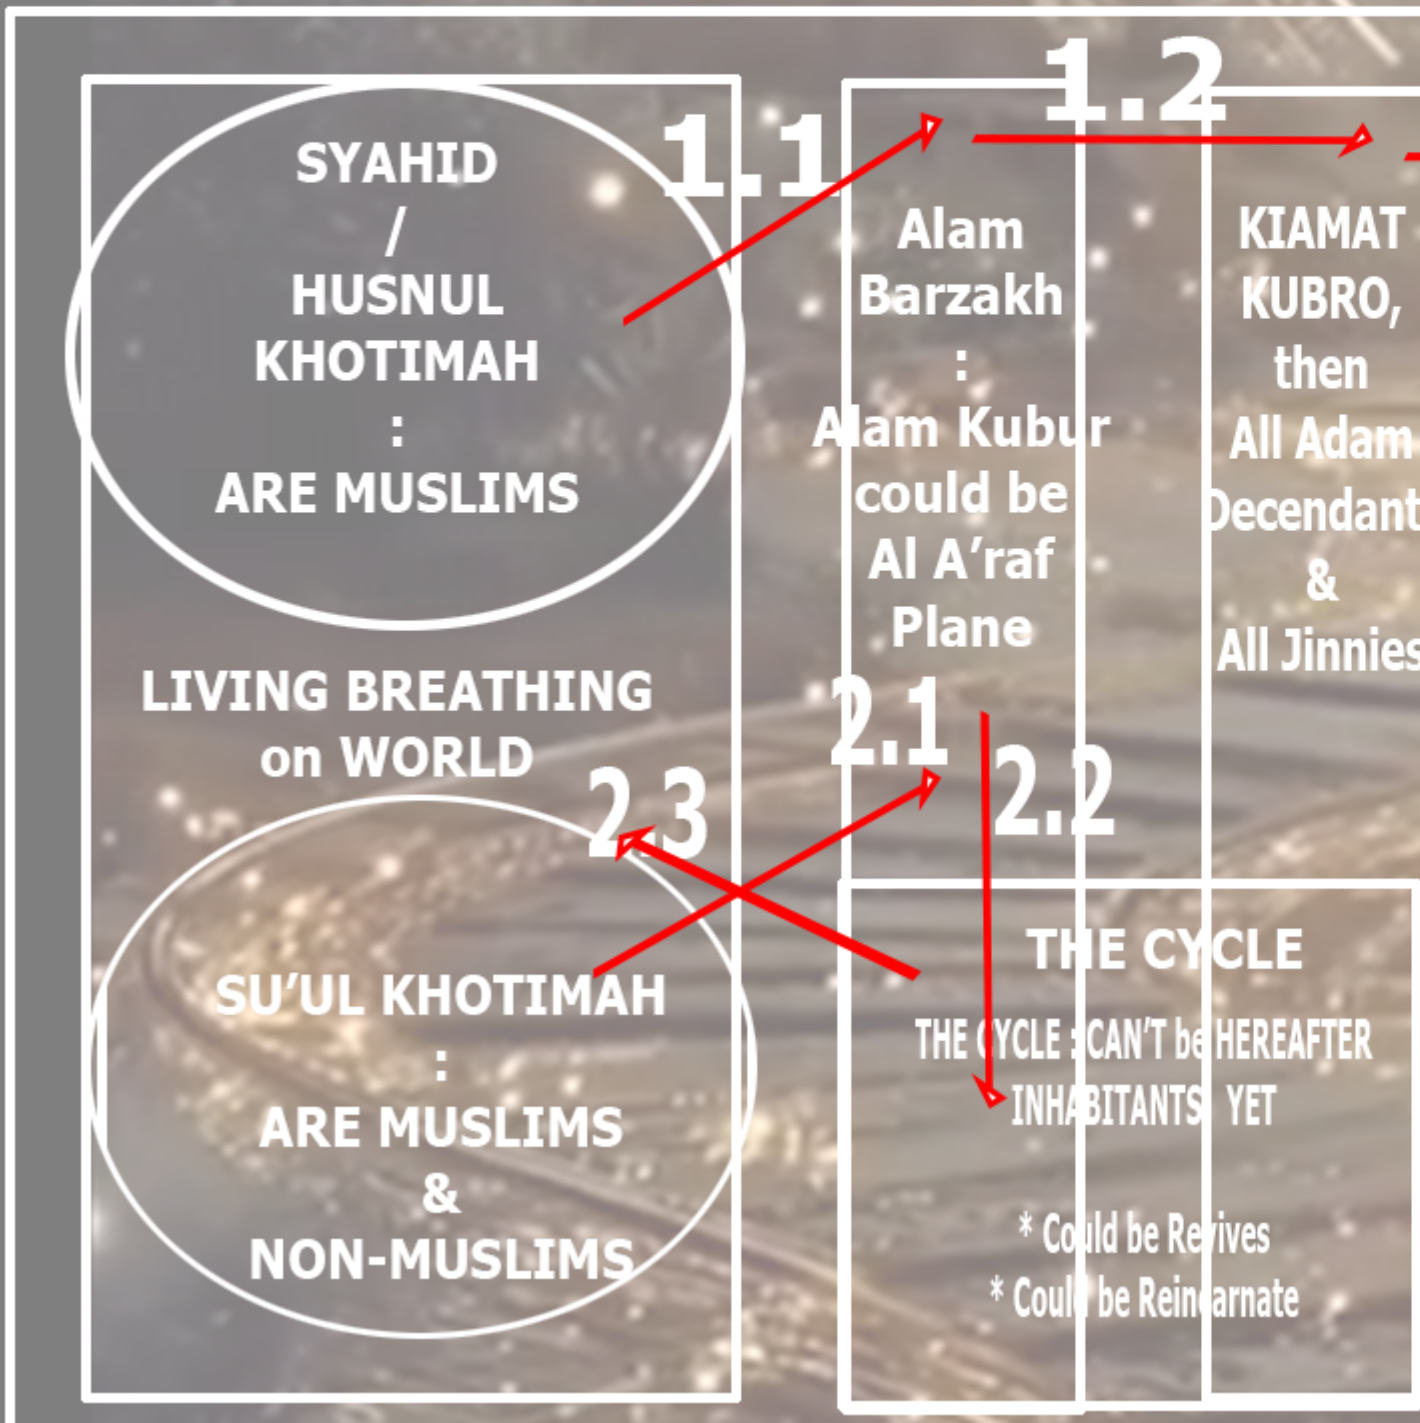 1.1
1.2
SYAHID
/
HUSNUL
KHOTIMAH
:
ARE MUSLIMS
LIVING BREATHING
on WORLD
2.3
SU’UL KHOTIMAH
:
ARE MUSLIMS
&
NON-MUSLIMS
Alam
Barzakh
:
Alam Kubur
could be
Al A’raf
Plane
2.1
2.2
KIAMAT
KUBRO,
then
All Adam
Decendant
&
All Jinnies
THE CYCLE
THE CYCLE : CAN’T be HEREAFTER
INHABITANTS YET
* Could be Revives
* Could be Reincarnate